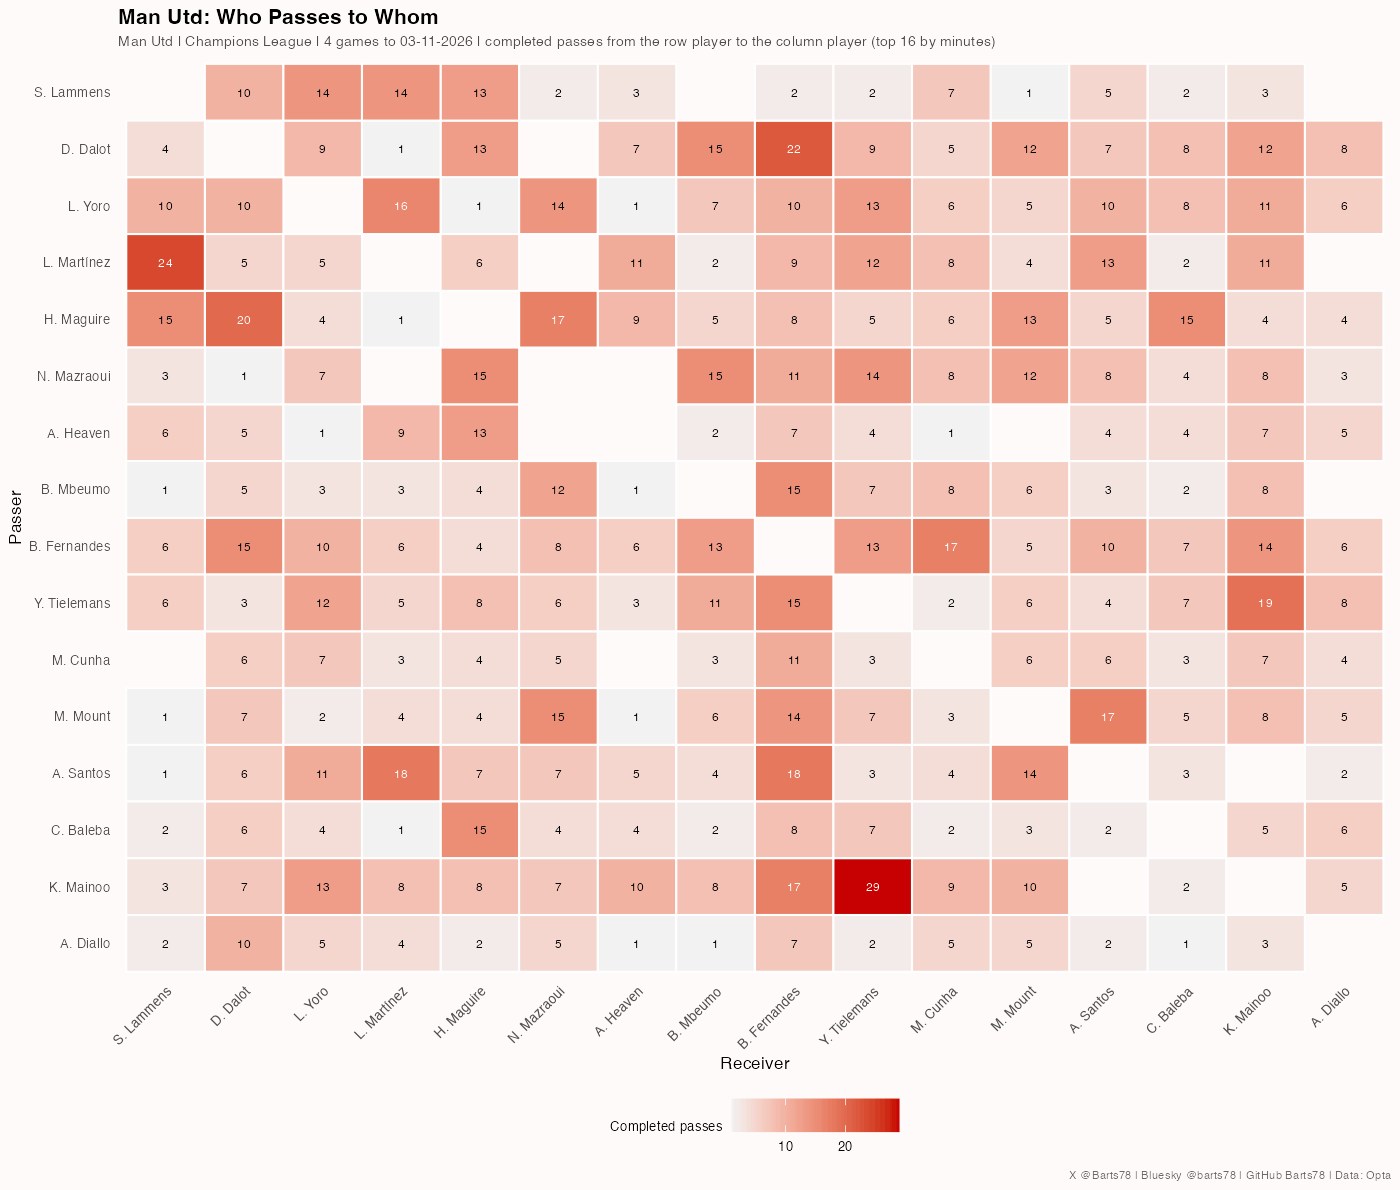 Man Utd: Who Passes to Whom
Man Utd | Champions League | 4 games to 03-11-2026 | completed passes from the row player to the column player (top 16 by minutes)
S. Lammens 10 14 14 13 2 3 2 2 7 1 5 2 3
D. Dalot 4 9 1 13 7 15 22 9 5 12 7 8 12 8
L. Yoro 10 10 16 1 14 1 7 10 13 6 5 10 8 11 6
L. Martínez 24 5 5 6 11 2 9 12 8 4 13 2 11
H. Maguire 15 20 4 1 17 9 5 8 5 6 13 5 15 4 4
N. Mazraoui 3 1 7 15 15 11 14 8 12 8 4 8 3
A. Heaven 6 5 1 9 13 2 7 4 1 4 4 7 5
B. Mbeumo 1 5 3 3 4 12 1 15 7 8 6 3 2 8
Passer
B. Fernandes 6 15 10 6 4 8 6 13 13 17 5 10 7 14 6
Y. Tielemans 6 3 12 5 8 6 3 11 15 2 6 4 7 19 8
M. Cunha 6 7 3 4 5 3 11 3 6 6 3 7 4
M. Mount 1 7 2 4 4 15 1 6 14 7 3 17 5 8 5
A. Santos 1 6 11 18 7 7 5 4 18 3 4 14 3 2
C. Baleba 2 6 4 1 15 4 4 2 8 7 2 3 2 5 6
K. Mainoo 3 7 13 8 8 7 10 8 17 29 9 10 2 5
A. Diallo 2 10 5 4 2 5 1 1 7 2 5 5 2 1 3
S. Lammens D. Dalot L. Yoro L. Martínez H. Maguire N. Mazraoui A. Heaven B. Mbeumo B. Fernandes Y. Tielemans M. Cunha M. Mount A. Santos C. Baleba K. Mainoo A. Diallo
Receiver
Completed passes
10 20
X @Barts78 | Bluesky @barts78 | GitHub Barts78 | Data: Opta